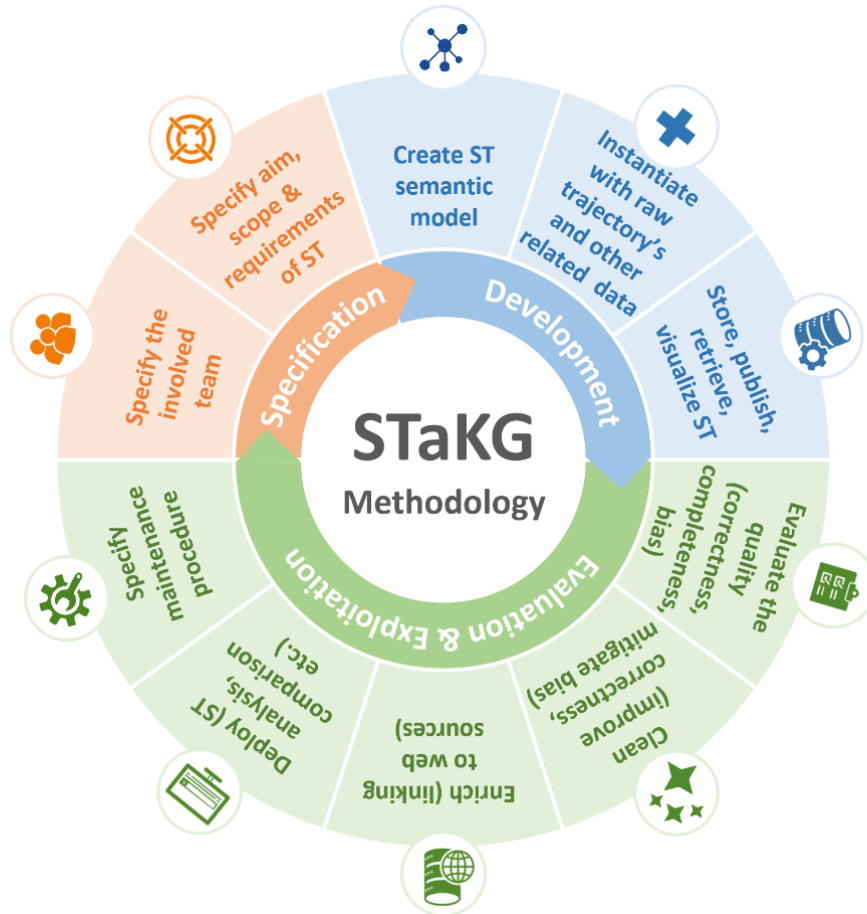 STaKG
Methodology
Specification
Development
Evaluation & Exploitation
Specify the
involved
team
Specify aim,
scope &
requirements
of ST
Create ST
semantic
model
Instantiate
with raw
trajectory's
and other
related data
Store, publish,
retrieve,
visualize ST
Evaluate the
quality
(correctness,
completeness,
bias)
Clean
(improve
correctness,
mitigate bias)
Enrich (linking
to web
sources)
Deploy (ST
analysis,
comparison
etc.)
Specify
maintenance
procedure